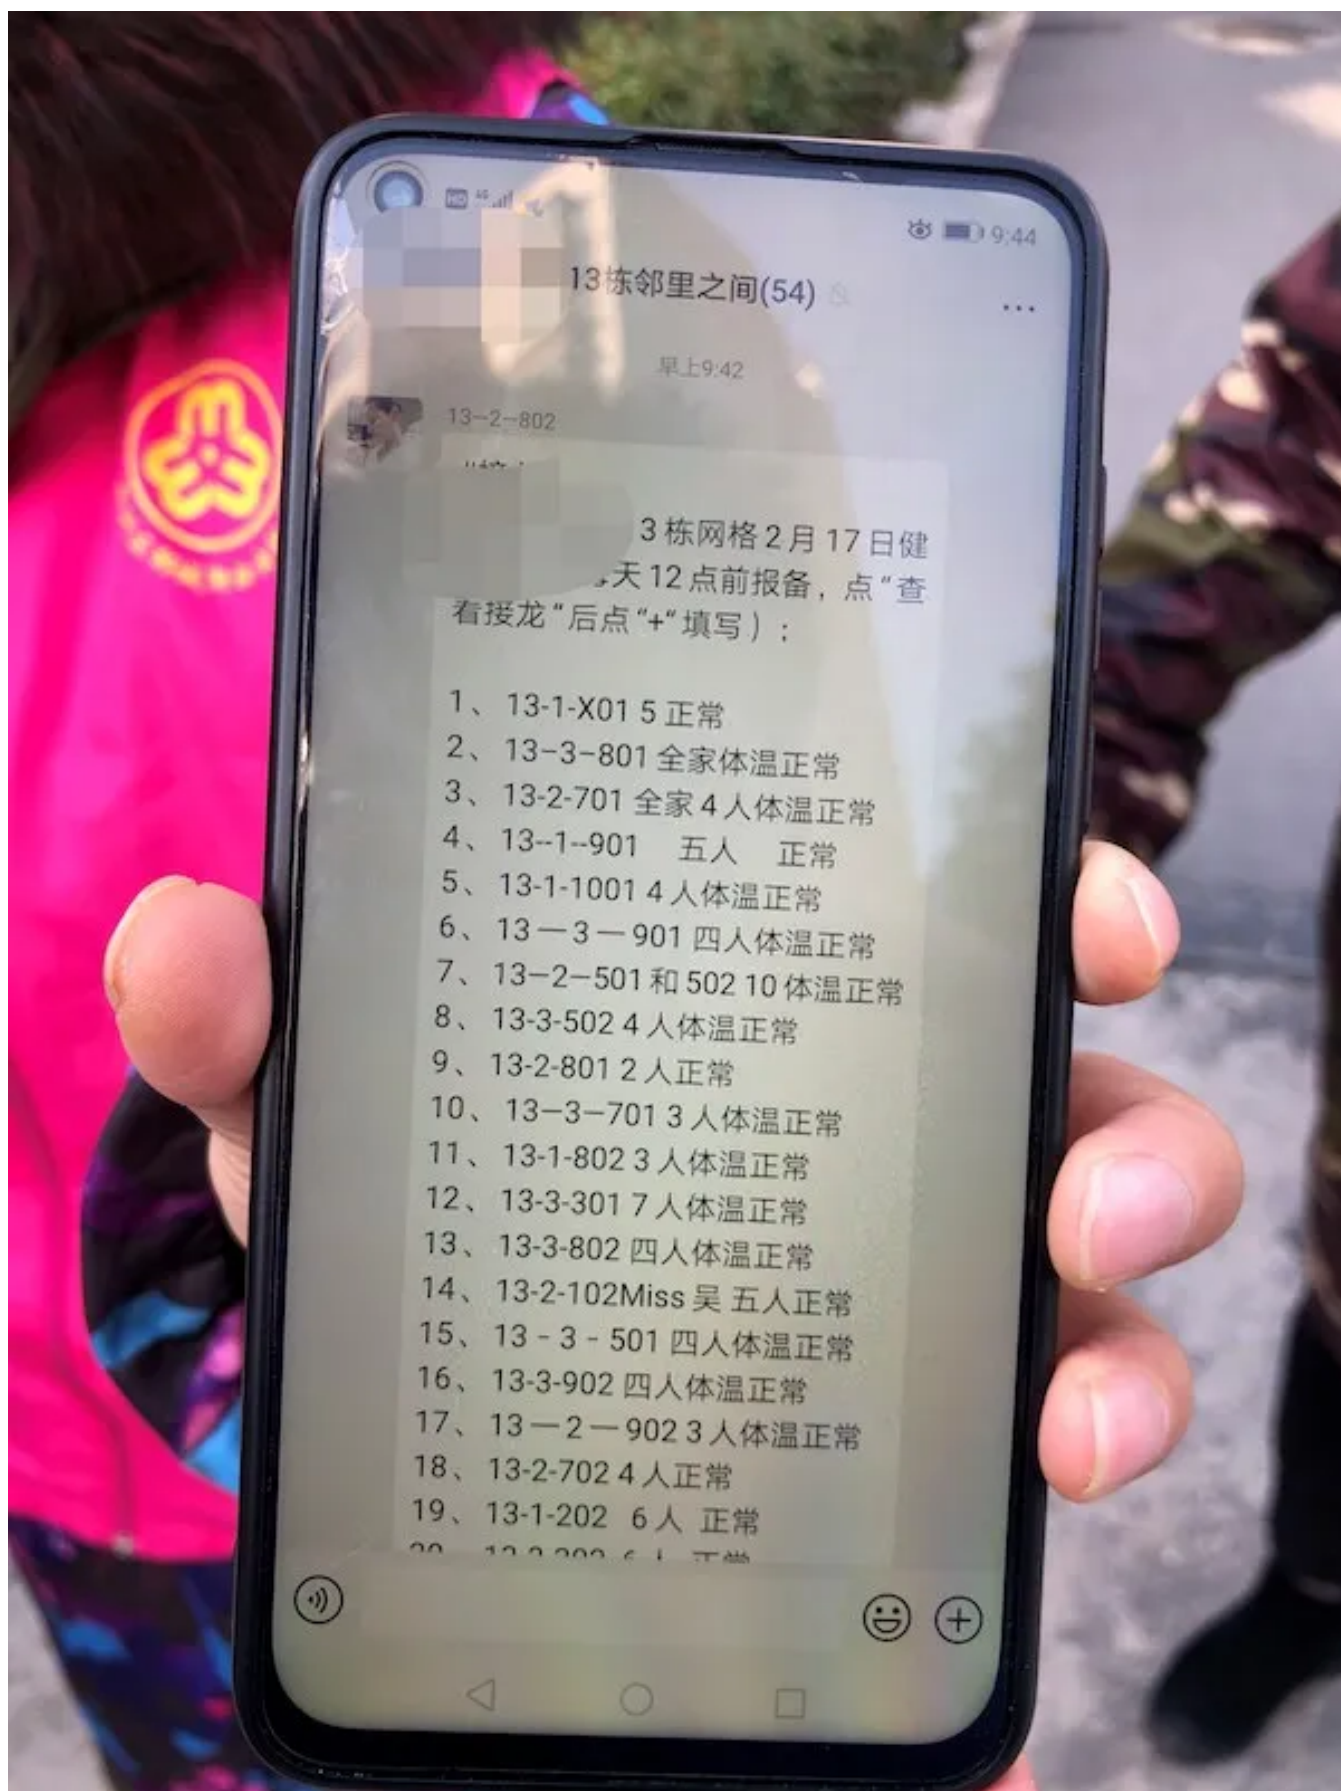 HD 4G
9:44
13栋邻里之间(54)
早上9:42
13-2-802
3栋网格2月17日健
天12点前报备，点“查
看接龙“后点“+“填写）：
1、 13-1-X01 5 正常
2、 13-3-801 全家体温正常
3、 13-2-701 全家 4 人体温正常
4、 13--1--901 五人 正常
5、 13-1-1001 4 人体温正常
6、 13—3—901 四人体温正常
7、 13—2—501 和 502 10 体温正常
8、 13-3-502 4 人体温正常
9、 13-2-801 2 人正常
10、 13—3—701 3 人体温正常
11、 13-1-802 3 人体温正常
12、 13-3-301 7 人体温正常
13、 13-3-802 四人体温正常
14、 13-2-102Miss 吴 五人正常
15、 13 - 3 - 501 四人体温正常
16、 13-3-902 四人体温正常
17、 13—2—902 3 人体温正常
18、 13-2-702 4 人正常
19、 13-1-202 6 人 正常